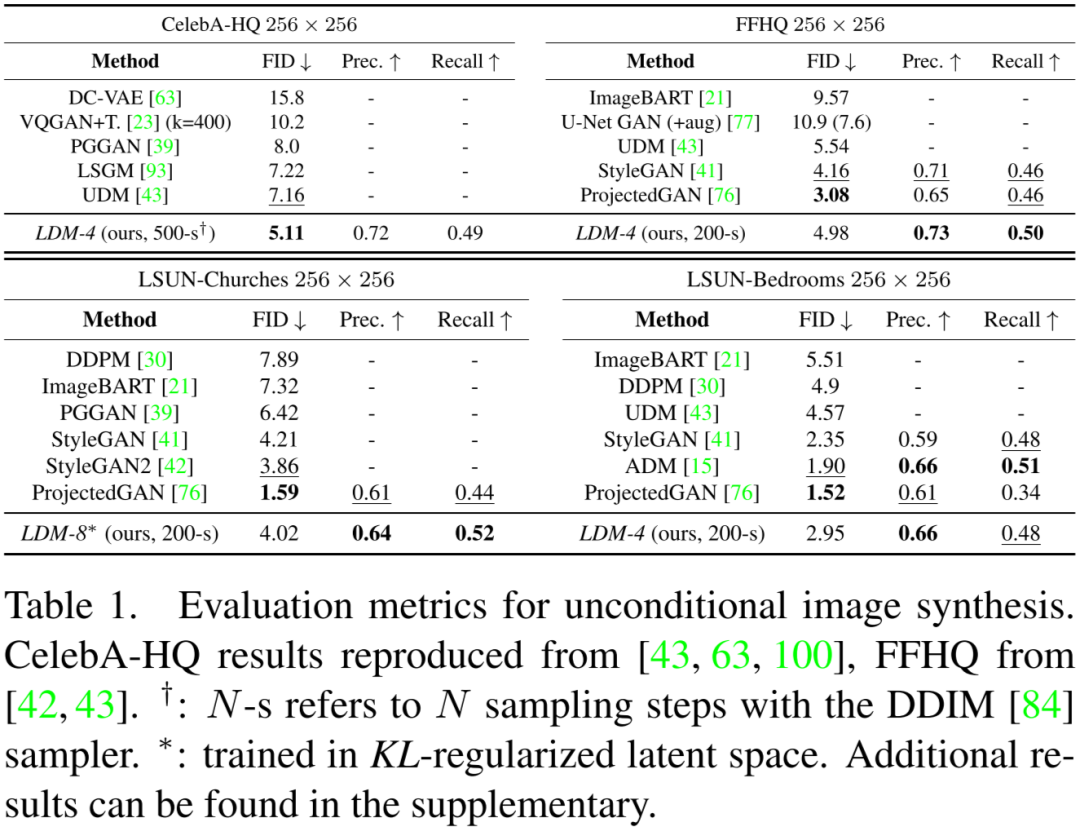 CelebA-HQ 256 × 256
Method FID ↓ Prec. ↑ Recall ↑
DC-VAE [63] 15.8 - -
VQGAN+T. [23] (k=400) 10.2 - -
PGGAN [39] 8.0 - -
LSGM [93] 7.22 - -
UDM [43] 7.16 - -
LDM-4 (ours, 500-s†) 5.11 0.72 0.49
FFHQ 256 × 256
Method FID ↓ Prec. ↑ Recall ↑
ImageBART [21] 9.57 - -
U-Net GAN (+aug) [77] 10.9 (7.6) - -
UDM [43] 5.54 - -
StyleGAN [41] 4.16 0.71 0.46
ProjectedGAN [76] 3.08 0.65 0.46
LDM-4 (ours, 200-s) 4.98 0.73 0.50
LSUN-Churches 256 × 256
Method FID ↓ Prec. ↑ Recall ↑
DDPM [30] 7.89 - -
ImageBART [21] 7.32 - -
PGGAN [39] 6.42 - -
StyleGAN [41] 4.21 - -
StyleGAN2 [42] 3.86 - -
ProjectedGAN [76] 1.59 0.61 0.44
LDM-8* (ours, 200-s) 4.02 0.64 0.52
LSUN-Bedrooms 256 × 256
Method FID ↓ Prec. ↑ Recall ↑
ImageBART [21] 5.51 - -
DDPM [30] 4.9 - -
UDM [43] 4.57 - -
StyleGAN [41] 2.35 0.59 0.48
ADM [15] 1.90 0.66 0.51
ProjectedGAN [76] 1.52 0.61 0.34
LDM-4 (ours, 200-s) 2.95 0.66 0.48
Table 1. Evaluation metrics for unconditional image synthesis.
CelebA-HQ results reproduced from [43, 63, 100], FFHQ from
[42, 43]. †: N-s refers to N sampling steps with the DDIM [84]
sampler. *: trained in KL-regularized latent space. Additional re-
sults can be found in the supplementary.